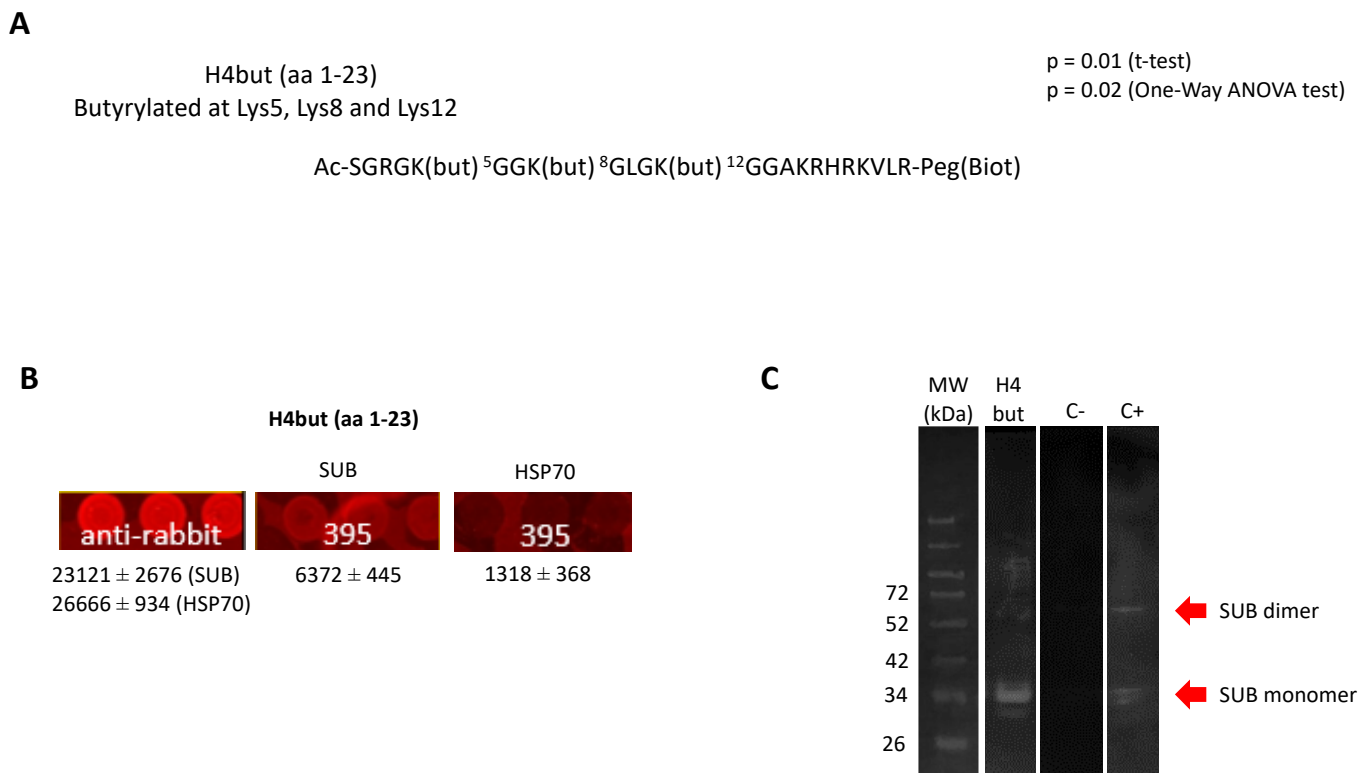 A
H4but (aa 1-23)
Butyrylated at Lys5, Lys8 and Lys12
p = 0.01 (t-test)
p = 0.02 (One-Way ANOVA test)
Ac-SGRGK(but) ⁵GGK(but) ⁸GLGK(but) ¹²GGAKRHRKVLR-Peg(Biot)
B
H4but (aa 1-23)
SUB
HSP70
anti-rabbit
395
395
23121 ± 2676 (SUB)
6372 ± 445
1318 ± 368
26666 ± 934 (HSP70)
C
MW
(kDa)
H4
but
C-
C+
72
52
42
34
26
SUB dimer
SUB monomer